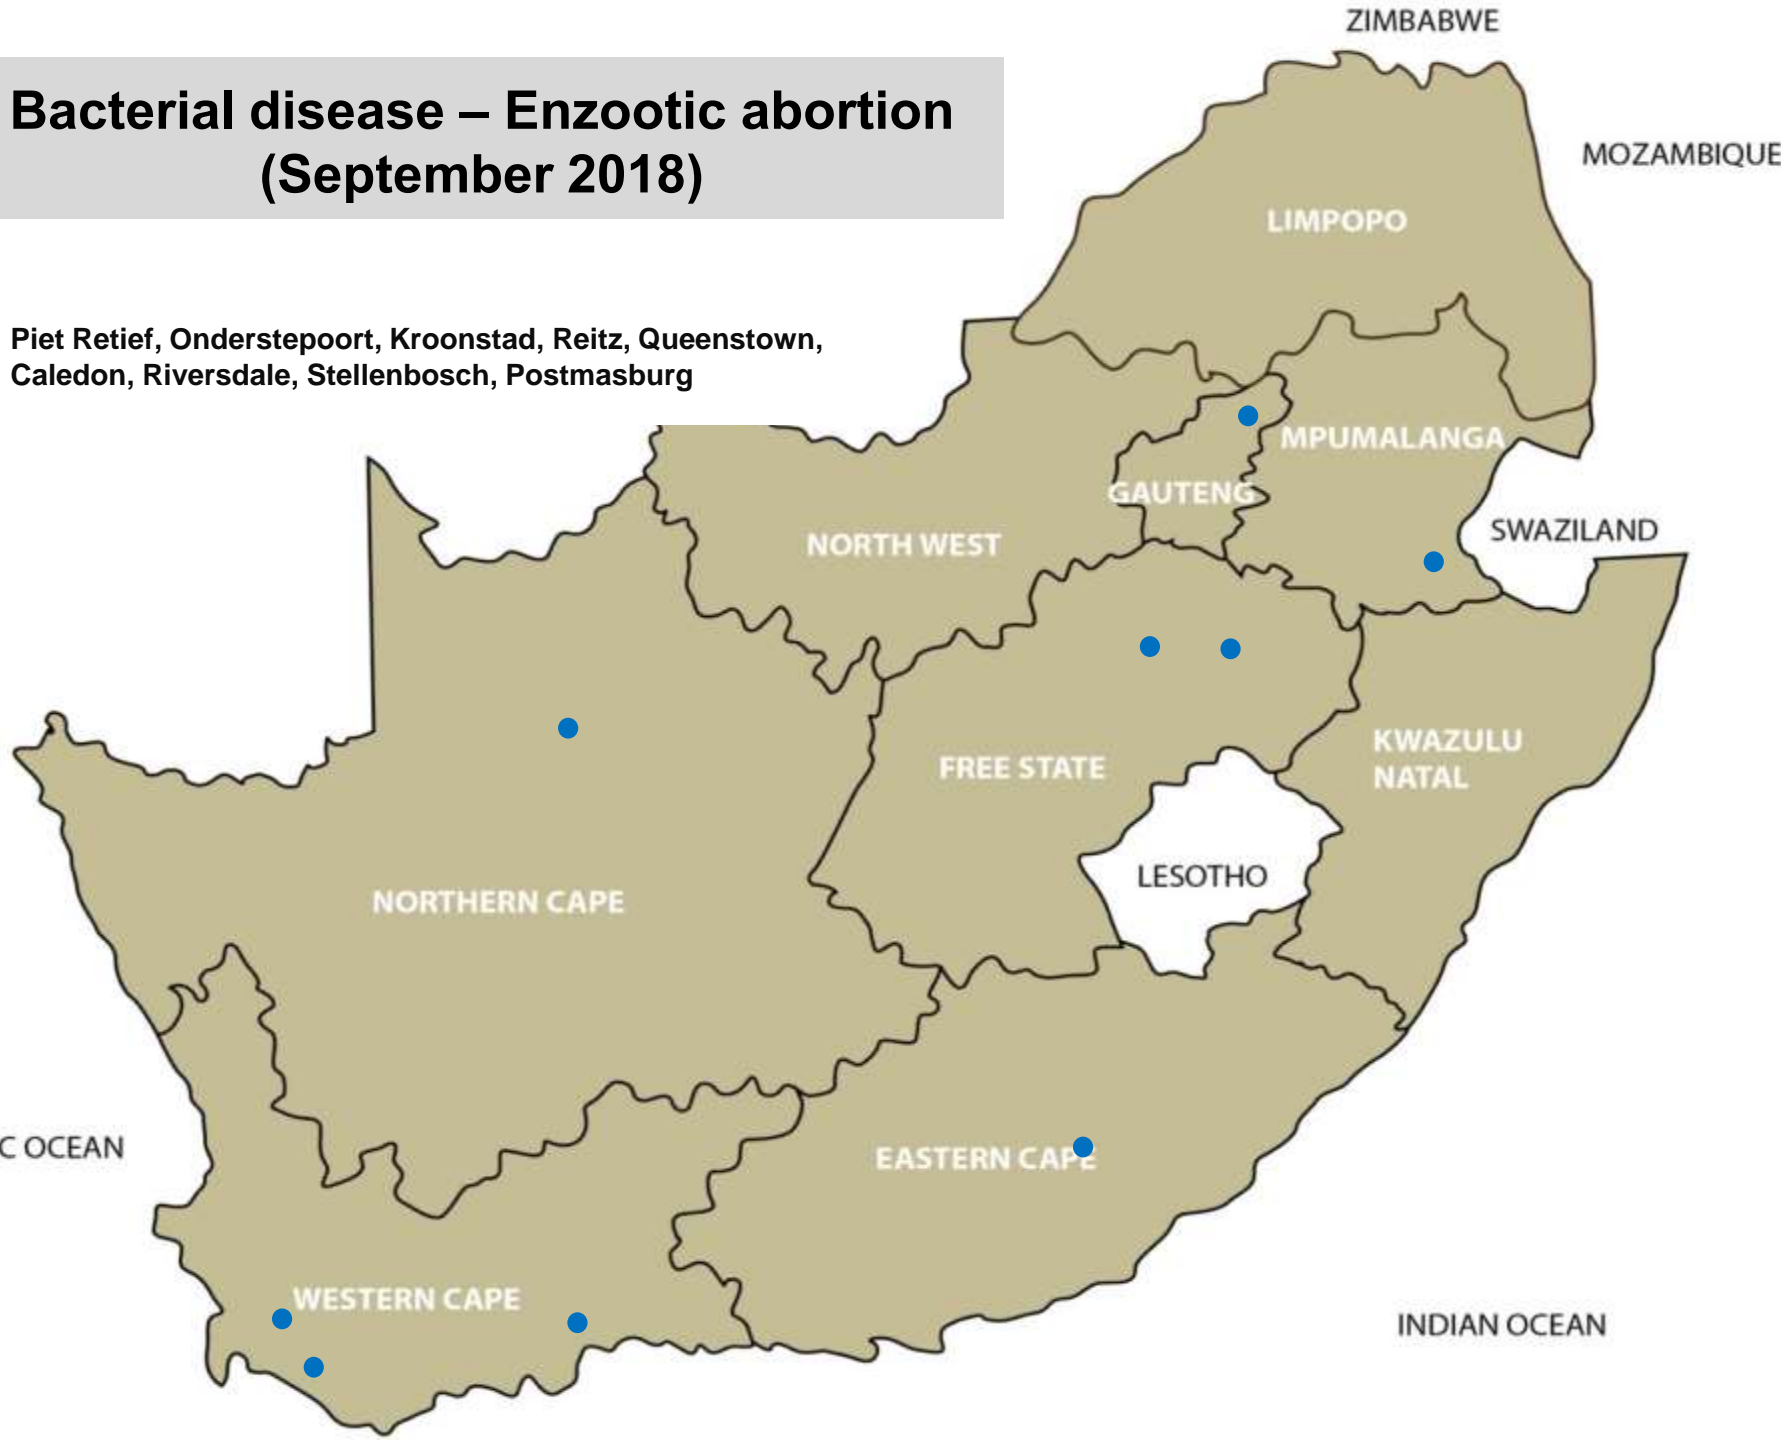 ZIMBABWE
Bacterial disease – Enzootic abortion
(September 2018)
MOZAMBIQUE
LIMPOPO
Piet Retief, Onderstepoort, Kroonstad, Reitz, Queenstown,
Caledon, Riversdale, Stellenbosch, Postmasburg
MPUMALANGA
GAUTENG
SWAZILAND
NORTH WEST
KWAZULU
NATAL
FREE STATE
LESOTHO
NORTHERN CAPE
C OCEAN
EASTERN CAPE
WESTERN CAPE
INDIAN OCEAN